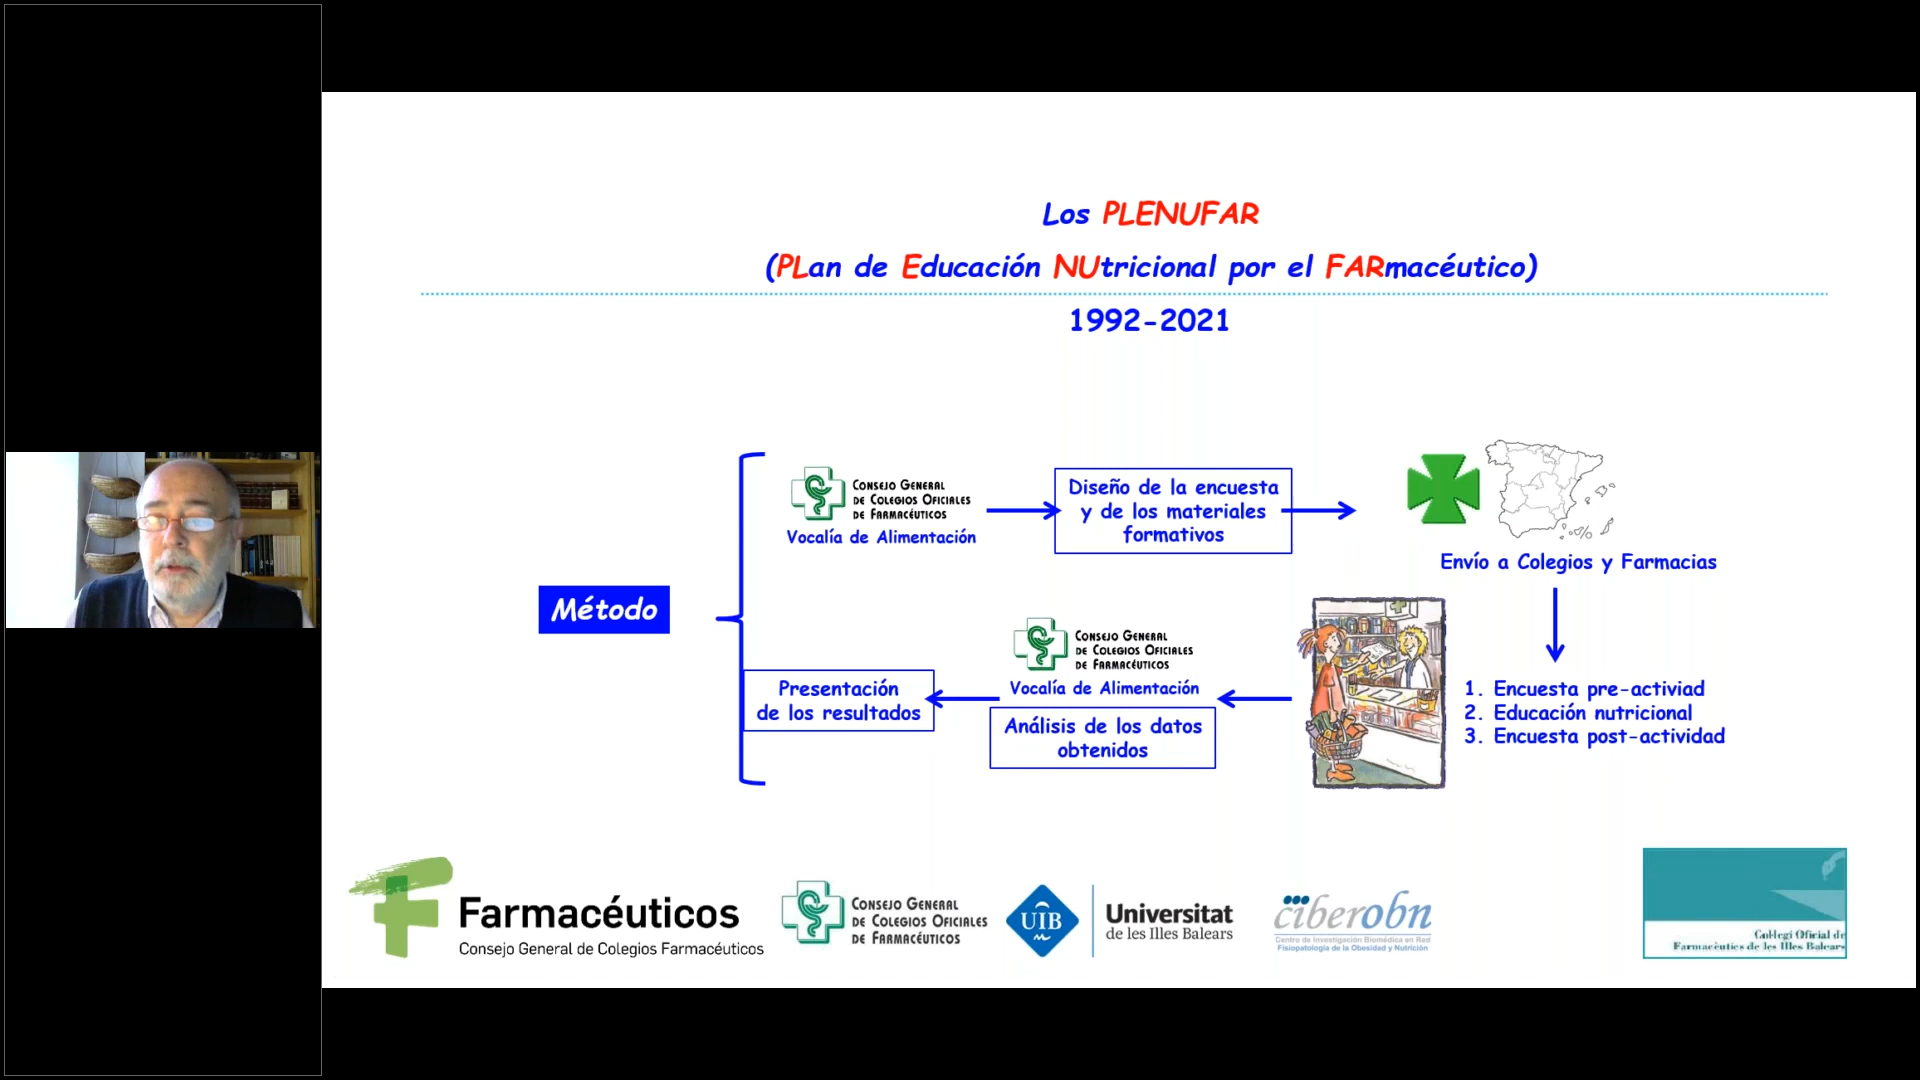 Los PLENUFAR
(PLan de Educación NUtricional por el FARmacéutico)
1992-2021
Método
CONSEJO GENERAL
DE COLEGIOS OFICIALES
DE FARMACÉUTICOS
Vocalía de Alimentación
Diseño de la encuesta
y de los materiales
formativos
Envío a Colegios y Farmacias
1. Encuesta pre-activiad
2. Educación nutricional
3. Encuesta post-actividad
CONSEJO GENERAL
DE COLEGIOS OFICIALES
DE FARMACÉUTICOS
Vocalía de Alimentación
Análisis de los datos
obtenidos
Presentación
de los resultados
Farmacéuticos
Consejo General de Colegios Farmacéuticos
CONSEJO GENERAL
DE COLEGIOS OFICIALES
DE FARMACÉUTICOS
UIB
Universitat
de les Illes Balears
ciberobn
Centro de Investigación Biomédica en Red
Fisiopatología de la Obesidad y Nutrición
Col·legi Oficial de
Farmacèutics de les Illes Balears